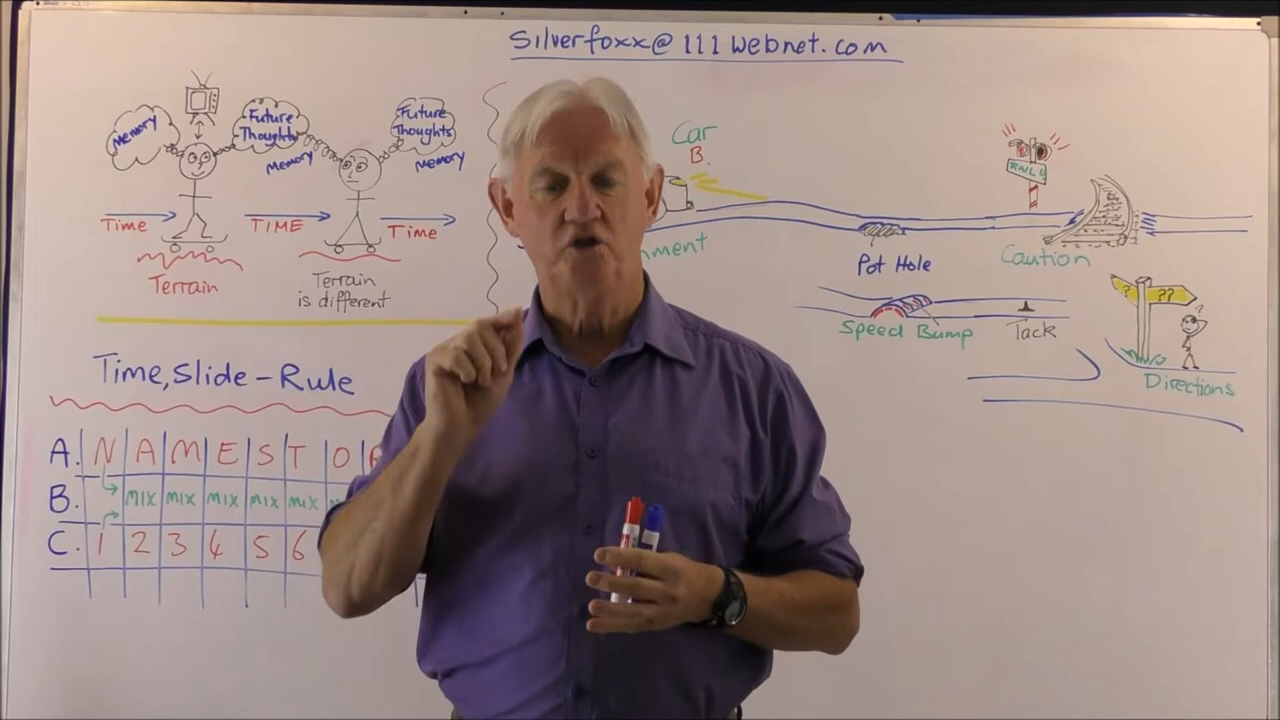 Silverfoxx@111webnet.com
Memory
Future
Thoughts
Memory
Future
Thoughts
Memory
Time
TIME
Time
Terrain
Terrain
is different
Car
B.
Pot Hole
Caution
Speed Bump
Tack
?
??
?
Directions
Time, Slide-Rule
A. N A M E S T O
B. mix mix mix mix mix
C. 1 2 3 4 5 6